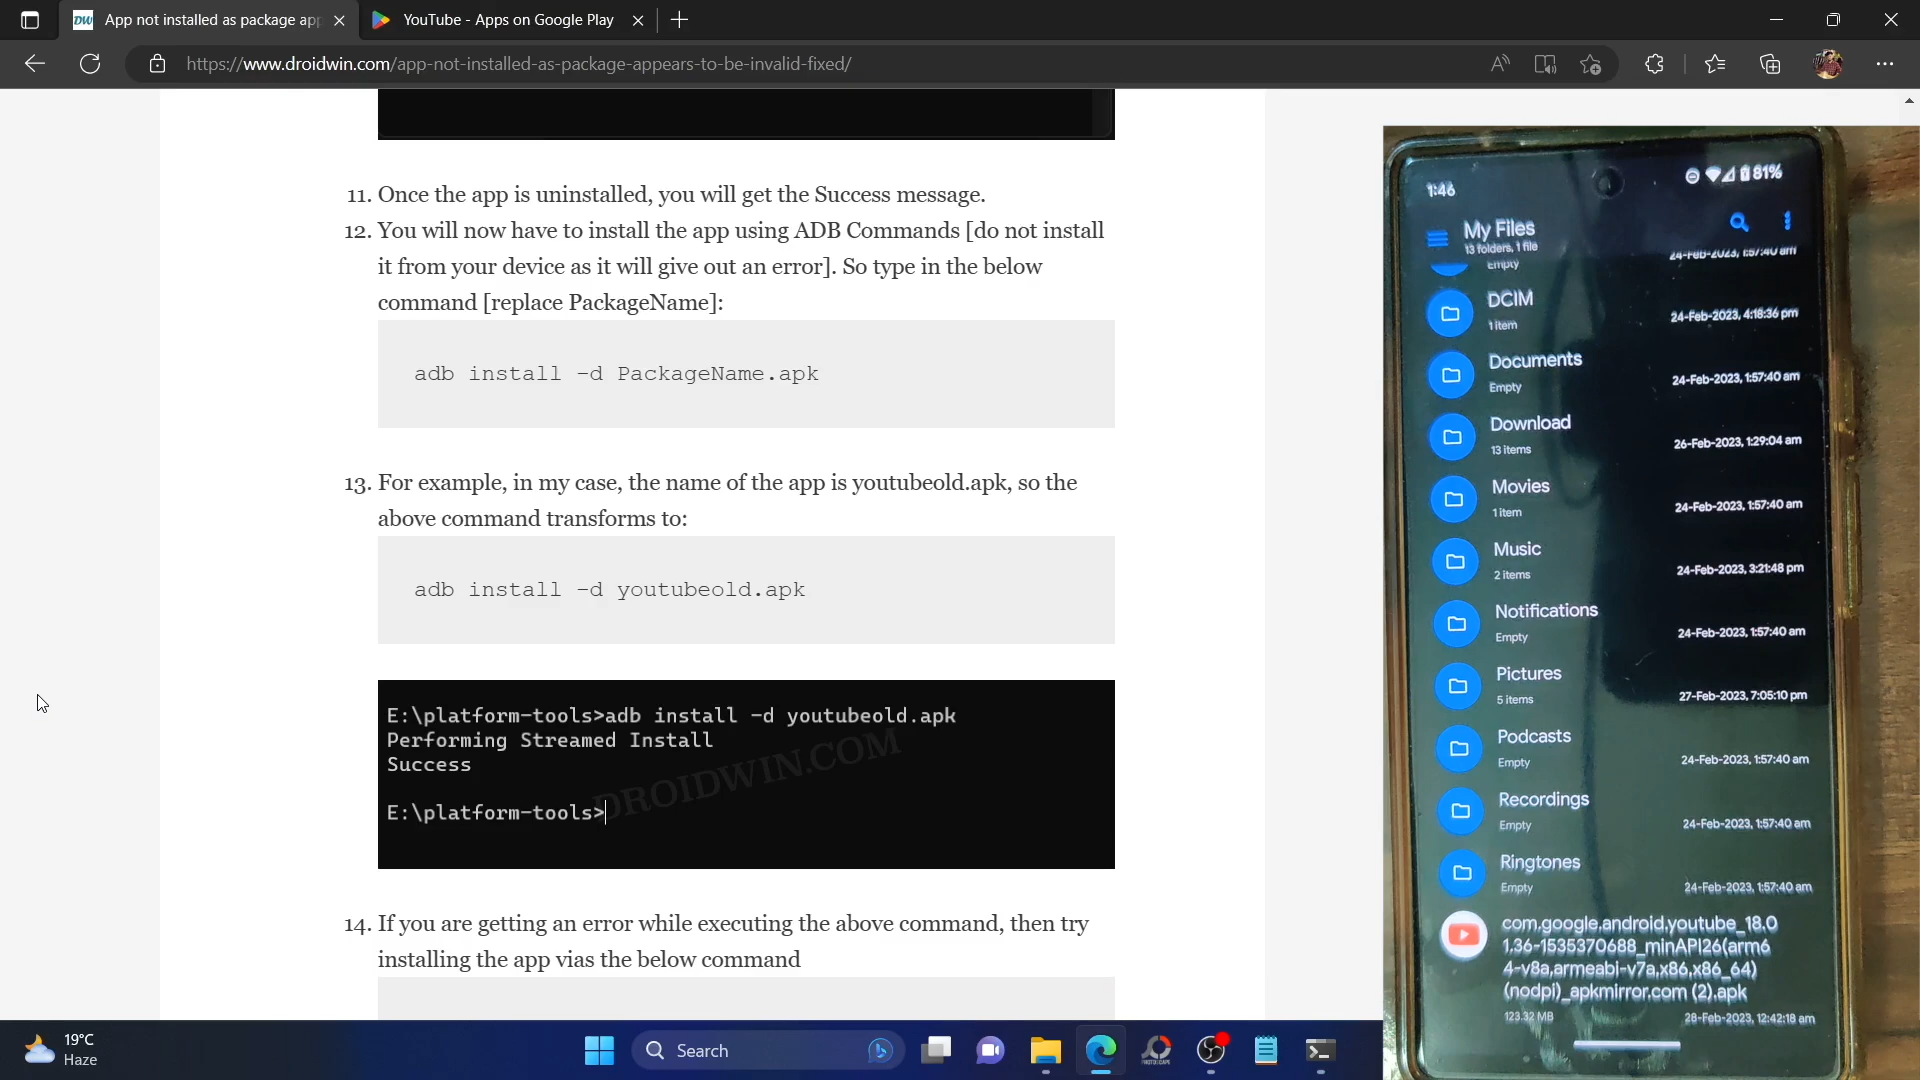 App not installed as package app
YouTube - Apps on Google Play
https://www.droidwin.com/app-not-installed-as-package-appears-to-be-invalid-fixed/
11. Once the app is uninstalled, you will get the Success message.
12. You will now have to install the app using ADB Commands [do not install
it from your device as it will give out an error]. So type in the below
command [replace PackageName]:
adb install -d PackageName.apk
13. For example, in my case, the name of the app is youtubeold.apk, so the
above command transforms to:
adb install -d youtubeold.apk
E:\platform-tools>adb install -d youtubeold.apk
Performing Streamed Install
Success
E:\platform-tools>
DROIDWIN.COM
14. If you are getting an error while executing the above command, then try
installing the app vias the below command
1:46
81%
My Files
13 folders, 1 file
Empty
24-Feb-2023, 1:57:40 am
DCIM
1 item
24-Feb-2023, 4:18:36 pm
Documents
Empty
24-Feb-2023, 1:57:40 am
Download
13 items
26-Feb-2023, 1:29:04 am
Movies
1 item
24-Feb-2023, 1:57:40 am
Music
2 items
24-Feb-2023, 3:21:48 pm
Notifications
Empty
24-Feb-2023, 1:57:40 am
Pictures
5 items
27-Feb-2023, 7:05:10 pm
Podcasts
Empty
24-Feb-2023, 1:57:40 am
Recordings
Empty
24-Feb-2023, 1:57:40 am
Ringtones
Empty
24-Feb-2023, 1:57:40 am
com.google.android.youtube_18.0
1.36-1535370688_minAPI26(arm6
4-v8a,armeabi-v7a,x86,x86_64)
(nodpi)_apkmirror.com (2).apk
123.32 MB
28-Feb-2023, 12:42:18 am
19°C
Haze
Search